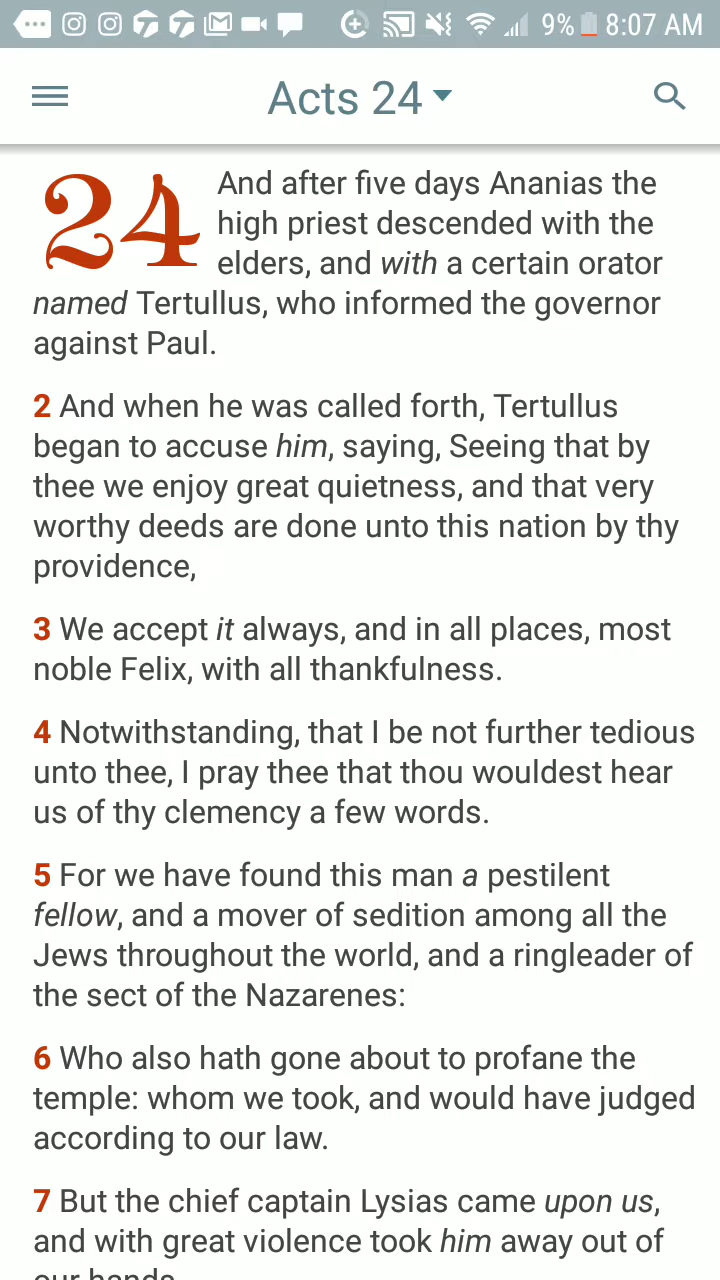 9% 8:07 AM
Acts 24
24 And after five days Ananias the
high priest descended with the
elders, and with a certain orator
named Tertullus, who informed the governor
against Paul.
2 And when he was called forth, Tertullus
began to accuse him, saying, Seeing that by
thee we enjoy great quietness, and that very
worthy deeds are done unto this nation by thy
providence,
3 We accept it always, and in all places, most
noble Felix, with all thankfulness.
4 Notwithstanding, that I be not further tedious
unto thee, I pray thee that thou wouldest hear
us of thy clemency a few words.
5 For we have found this man a pestilent
fellow, and a mover of sedition among all the
Jews throughout the world, and a ringleader of
the sect of the Nazarenes:
6 Who also hath gone about to profane the
temple: whom we took, and would have judged
according to our law.
7 But the chief captain Lysias came upon us,
and with great violence took him away out of
our hands